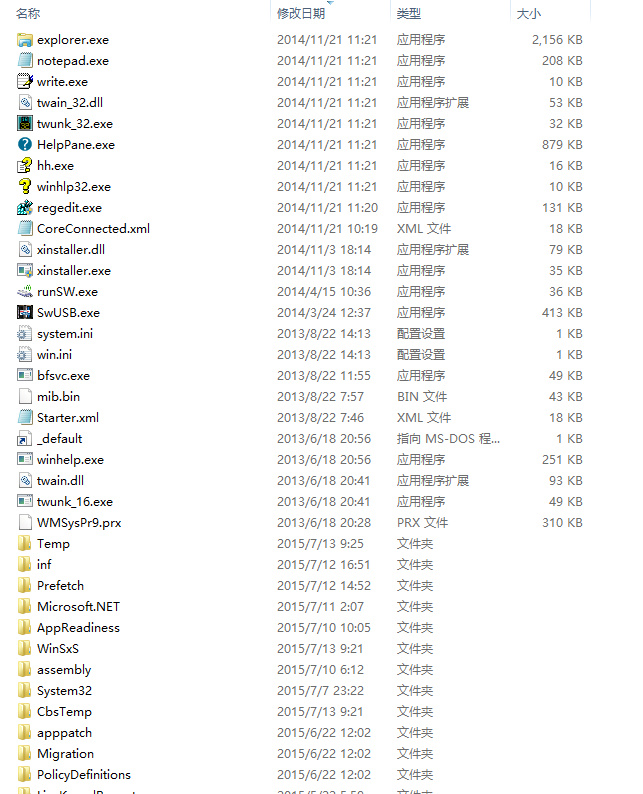 名称 修改日期 类型 大小
explorer.exe 2014/11/21 11:21 应用程序 2,156 KB
notepad.exe 2014/11/21 11:21 应用程序 208 KB
write.exe 2014/11/21 11:21 应用程序 10 KB
twain_32.dll 2014/11/21 11:21 应用程序扩展 53 KB
twunk_32.exe 2014/11/21 11:21 应用程序 32 KB
HelpPane.exe 2014/11/21 11:21 应用程序 879 KB
hh.exe 2014/11/21 11:21 应用程序 16 KB
winhlp32.exe 2014/11/21 11:21 应用程序 10 KB
regedit.exe 2014/11/21 11:20 应用程序 131 KB
CoreConnected.xml 2014/11/21 10:19 XML 文件 18 KB
xinstaller.dll 2014/11/3 18:14 应用程序扩展 79 KB
xinstaller.exe 2014/11/3 18:14 应用程序 35 KB
runSW.exe 2014/4/15 10:36 应用程序 36 KB
SwUSB.exe 2014/3/24 12:37 应用程序 413 KB
system.ini 2013/8/22 14:13 配置设置 1 KB
win.ini 2013/8/22 14:13 配置设置 1 KB
bfsvc.exe 2013/8/22 11:55 应用程序 49 KB
mib.bin 2013/8/22 7:57 BIN 文件 43 KB
Starter.xml 2013/8/22 7:46 XML 文件 18 KB
_default 2013/6/18 20:56 指向 MS-DOS 程... 1 KB
winhelp.exe 2013/6/18 20:56 应用程序 251 KB
twain.dll 2013/6/18 20:41 应用程序扩展 93 KB
twunk_16.exe 2013/6/18 20:41 应用程序 49 KB
WMSysPr9.prx 2013/6/18 20:28 PRX 文件 310 KB
Temp 2015/7/13 9:25 文件夹
inf 2015/7/12 16:51 文件夹
Prefetch 2015/7/12 14:52 文件夹
Microsoft.NET 2015/7/11 2:07 文件夹
AppReadiness 2015/7/10 10:05 文件夹
WinSxS 2015/7/13 9:21 文件夹
assembly 2015/7/10 6:12 文件夹
System32 2015/7/7 23:22 文件夹
CbsTemp 2015/7/13 9:21 文件夹
apppatch 2015/6/22 12:02 文件夹
Migration 2015/6/22 12:02 文件夹
PolicyDefinitions 2015/6/22 12:02 文件夹